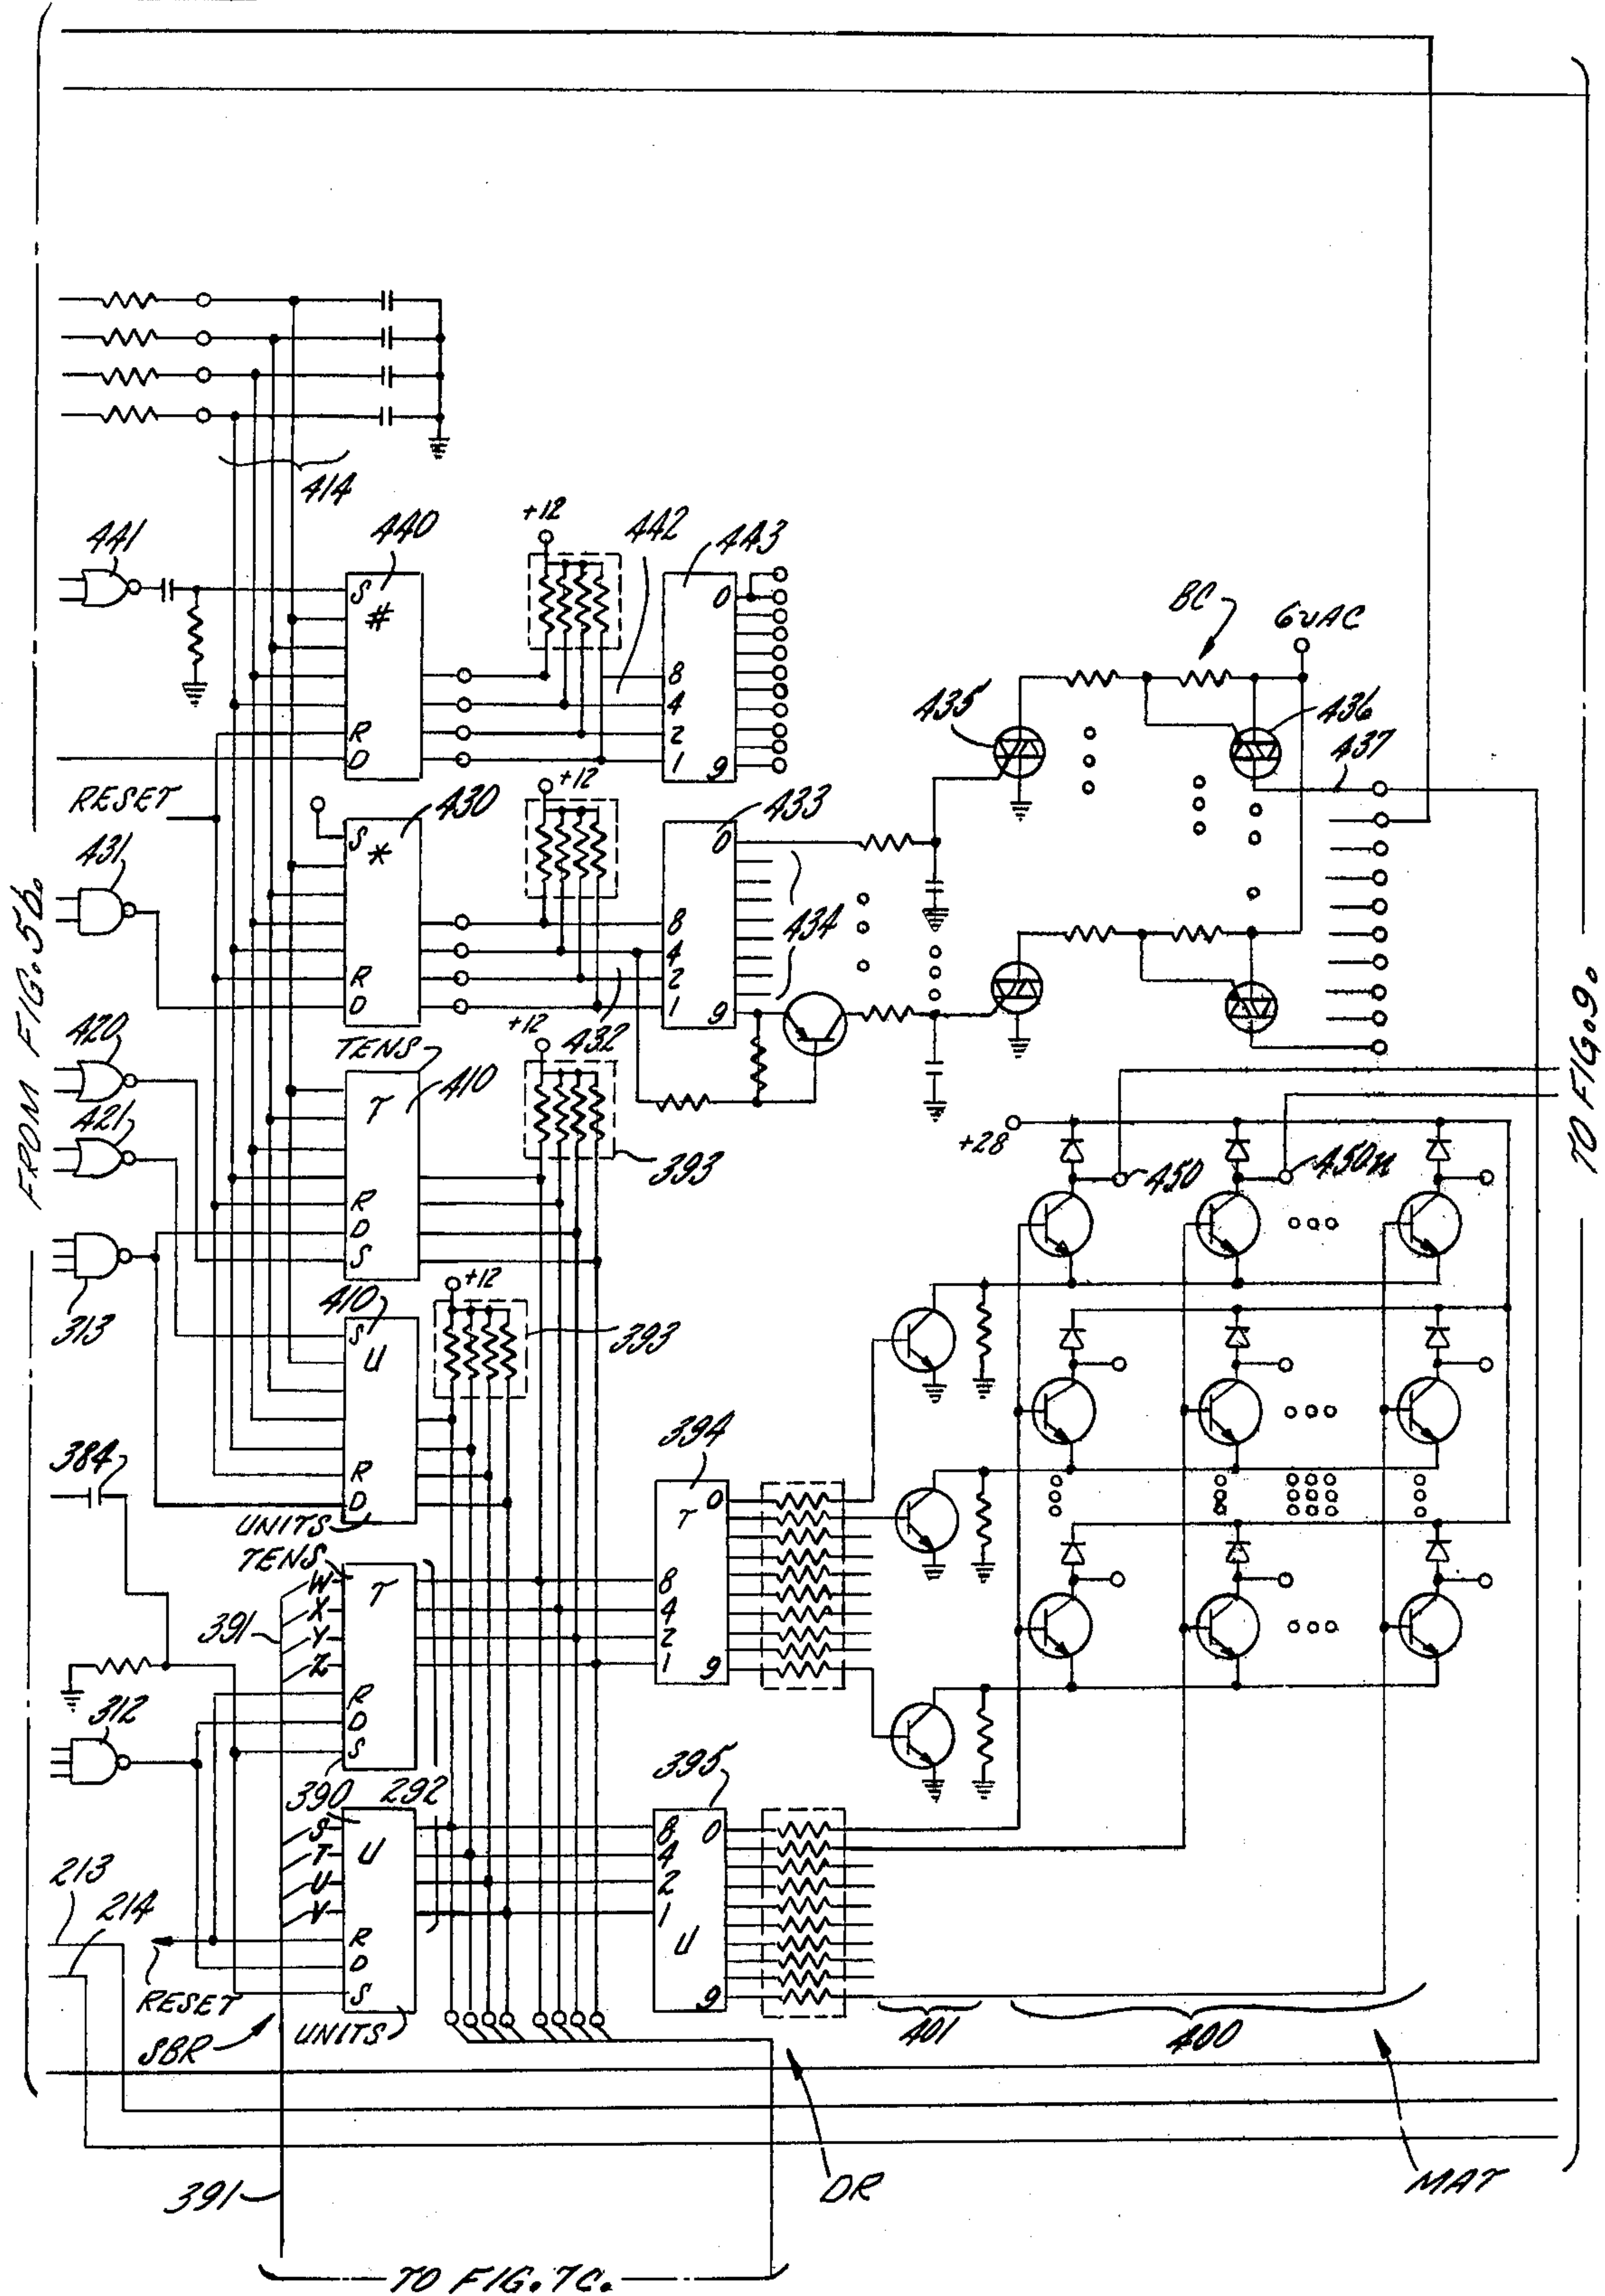 414
441
440
+12
442
443
S
#
0
8
4
2
1
9
R
D
BC
6VAC
435
436
437
RESET
431
430
+12
433
S
*
0
8
4
2
1
9
R
D
434
432
FROM FIG. 5b.
TO FIG. 9.
420
421
TENS
410
T
R
D
S
+12
393
+28
450
450n
313
410
S
U
R
D
UNITS
+12
393
384
394
0
T
8
4
2
1
9
TENS
W
X
Y
Z
T
R
D
S
391
312
390
292
395
S
T
U
V
U
R
D
S
8
4
2
1
0
U
9
213
214
RESET
SBR
UNITS
401
400
391
DR
MAT
TO FIG. 7C.